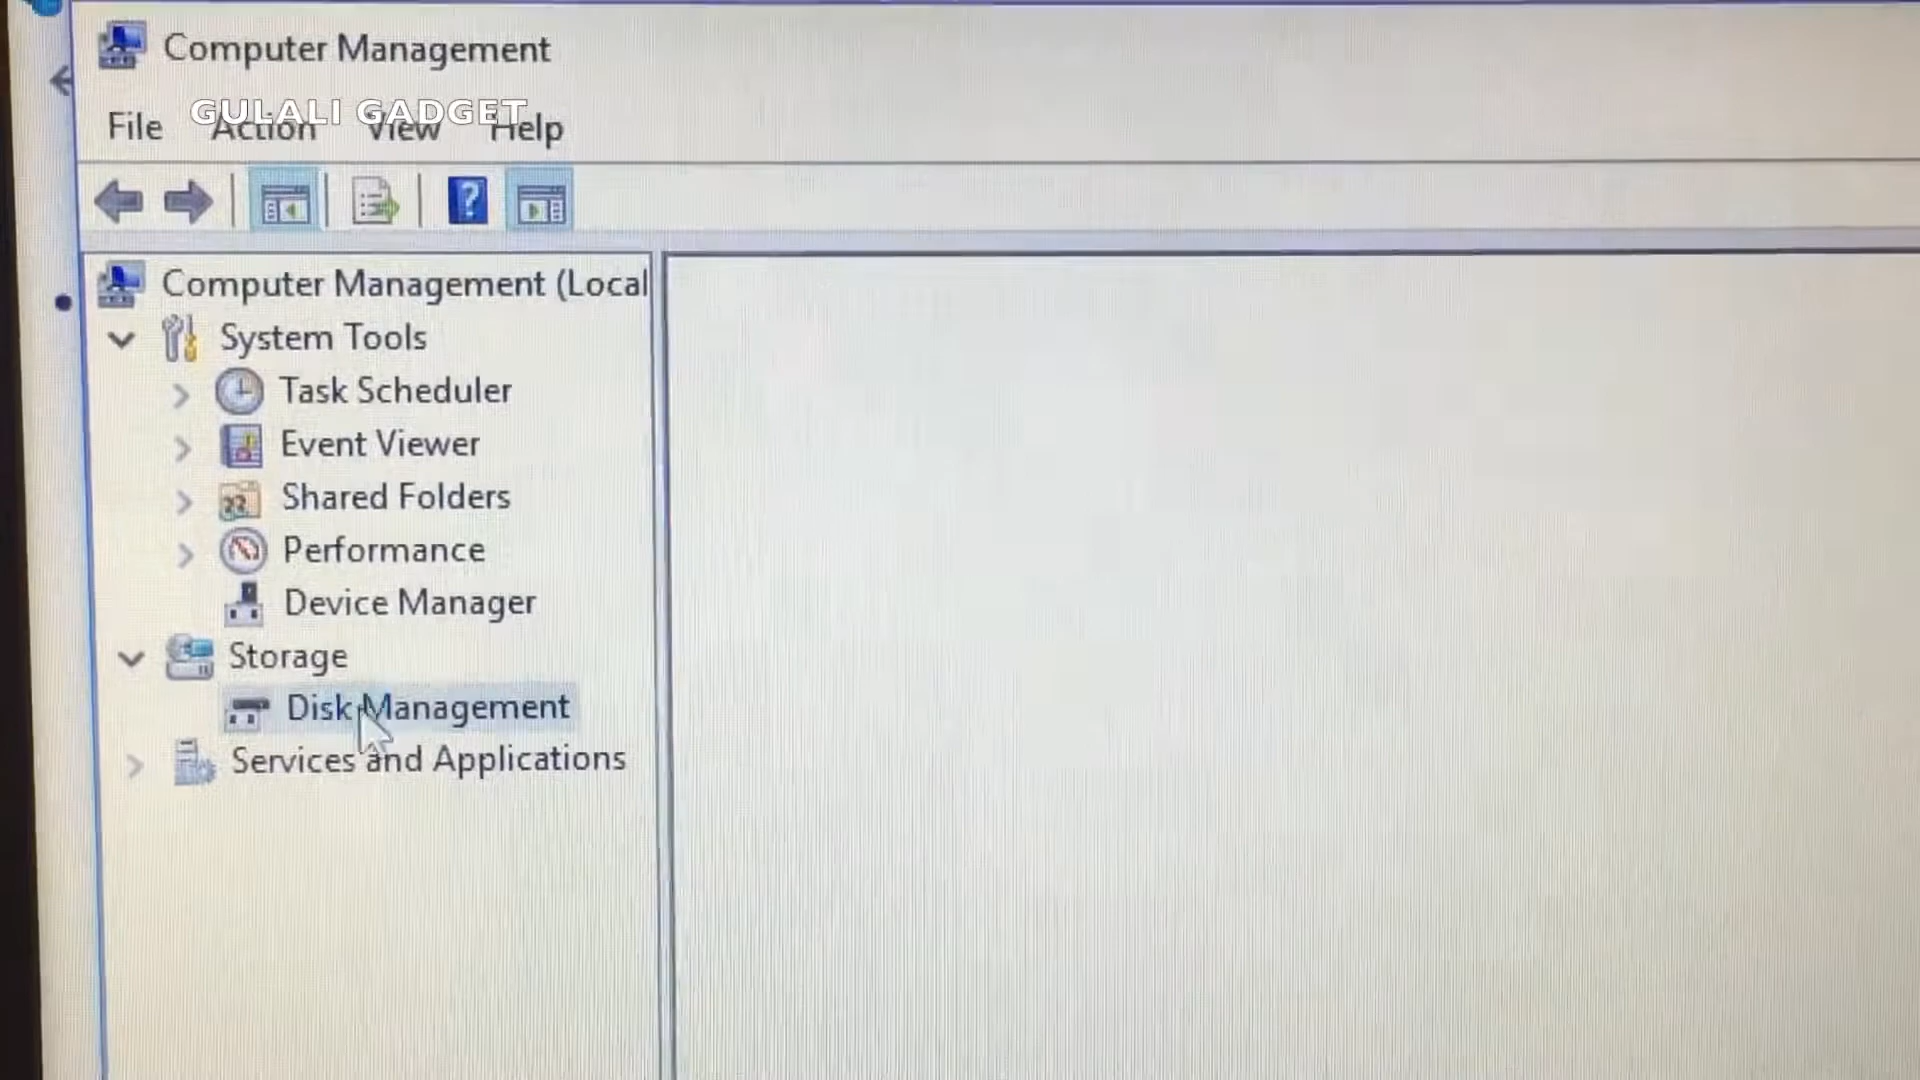 Computer Management
GULALI GADGET
File Action View Help
Computer Management (Local
System Tools
Task Scheduler
Event Viewer
Shared Folders
Performance
Device Manager
Storage
Disk Management
Services and Applications